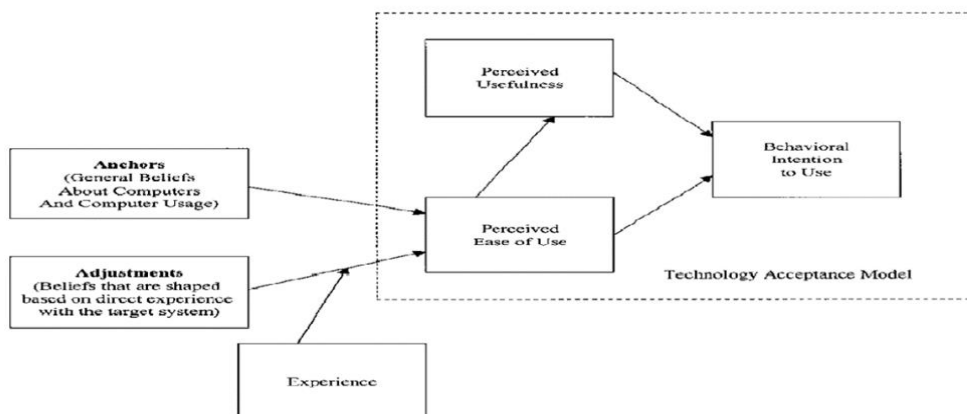 Perceived
Usefulness
Behavioral
Intention
to Use
Anchors
(General Beliefs
About Computers
And Computer Usage)
Perceived
Ease of Use
Adjustments
(Beliefs that are shaped
based on direct experience
with the target system)
Technology Acceptance Model
Experience